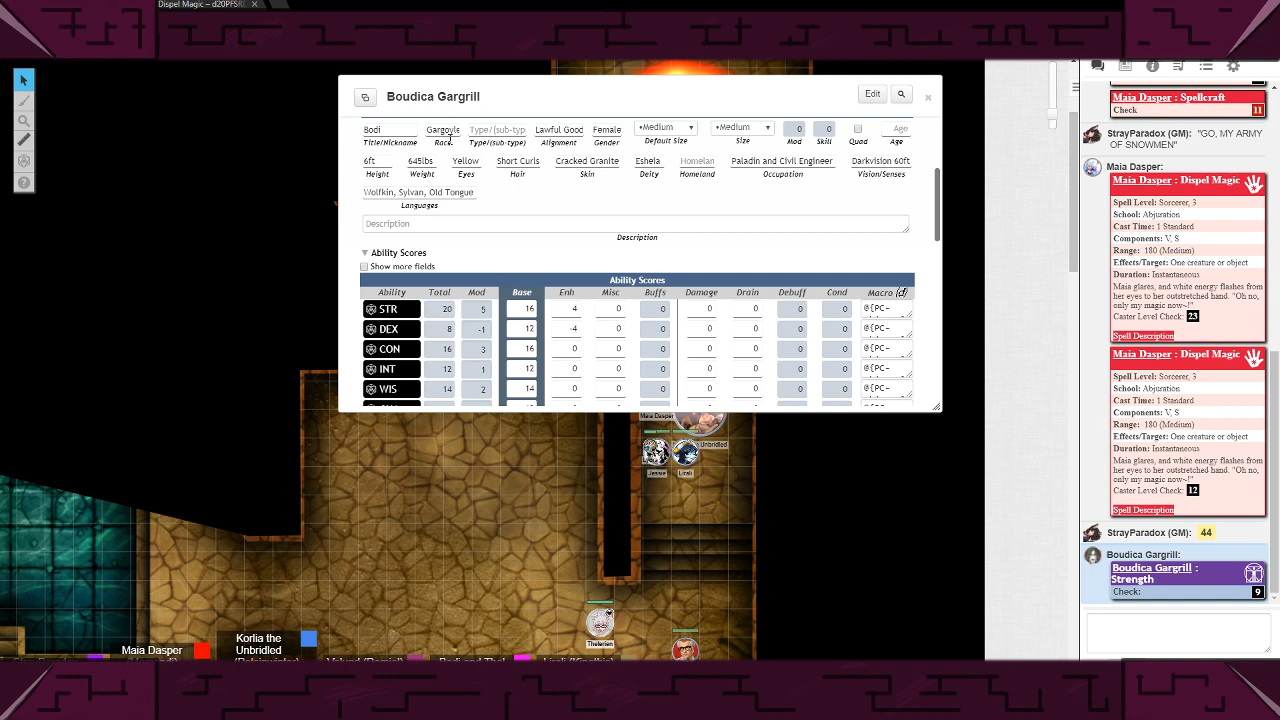 Dispel Magic – d20PFSRD
Boudica Gargrill
Edit
Bodi Gargoyle Type/(sub-typ Lawful Good Female •Medium •Medium 0 0 Age
Title/Nickname Race Type/(sub-type) Alignment Gender Default Size Size Mod Skill Quad Age
6ft 645lbs Yellow Short Curls Cracked Granite Esheia Homelan Paladin and Civil Engineer Darkvision 60ft
Height Weight Eyes Hair Skin Deity Homeland Occupation Vision/Senses
Wolfkin, Sylvan, Old Tongue
Languages
Description
Description
Ability Scores
Show more fields
Ability Scores
Ability Total Mod Base Enh Misc Buffs Damage Drain Debuff Cond Macro
STR 20 5 16 4 0 0 0 0 0 0 @{PC-
DEX 8 -1 12 -4 0 0 0 0 0 0 @{PC-
CON 16 3 16 0 0 0 0 0 0 0 @{PC-
INT 12 1 12 0 0 0 0 0 0 0 @{PC-
WIS 14 2 14 0 0 0 0 0 0 0 @{PC-
Maia Dasper
Unbridled
Jessie Lirali
Thelerien
Maia Dasper
Korlia the
Unbridled
Maia Dasper : Spellcraft
Check : 11
StrayParadox (GM): "GO, MY ARMY
OF SNOWMEN"
Maia Dasper:
Maia Dasper : Dispel Magic
Spell Level: Sorcerer, 3
School: Abjuration
Cast Time: 1 Standard
Components: V, S
Range: 180 (Medium)
Effects/Target: One creature or object
Duration: Instantaneous
Maia glares, and white energy flashes from
her eyes to her outstretched hand. "Oh no,
only my magic now~!"
Caster Level Check: 23
Spell Description
Maia Dasper : Dispel Magic
Spell Level: Sorcerer, 3
School: Abjuration
Cast Time: 1 Standard
Components: V, S
Range: 180 (Medium)
Effects/Target: One creature or object
Duration: Instantaneous
Maia glares, and white energy flashes from
her eyes to her outstretched hand. "Oh no,
only my magic now~!"
Caster Level Check: 12
Spell Description
StrayParadox (GM): 44
Boudica Gargrill:
Boudica Gargrill :
Strength
Check: 9